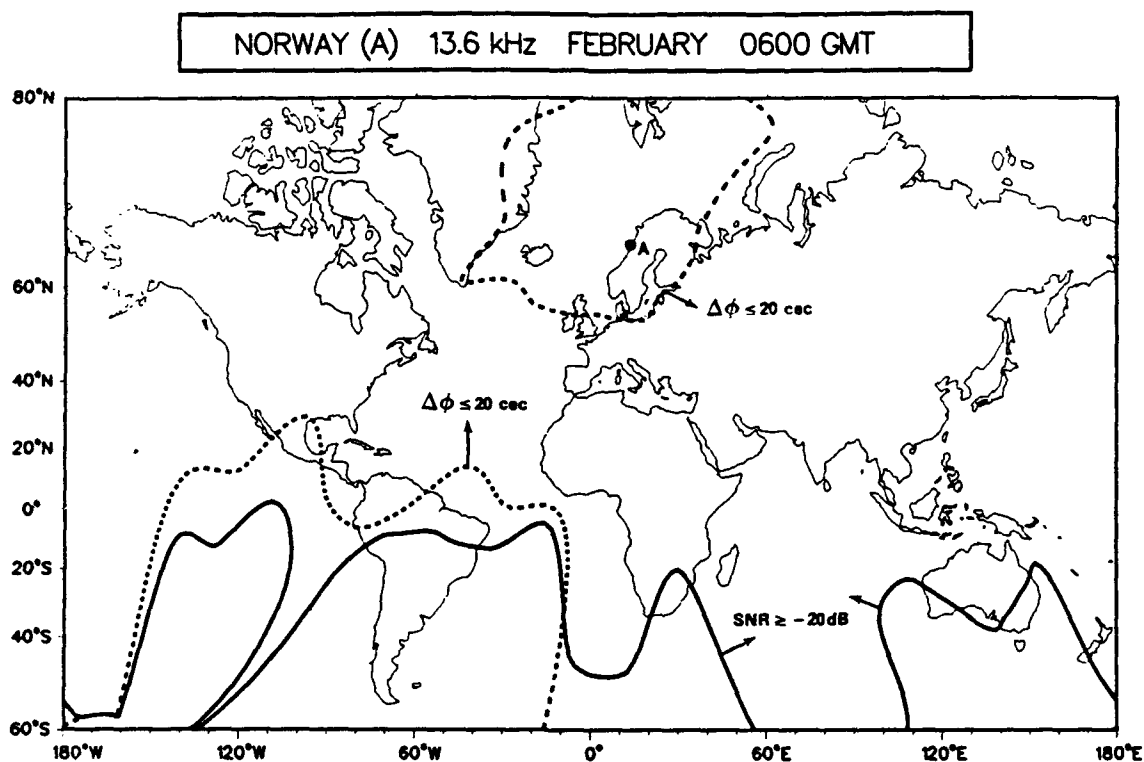 NORWAY (A) 13.6 kHz FEBRUARY 0600 GMT
80°N
A
60°N
Δϕ ≤ 20 cec
40°N
Δϕ ≤ 20 cec
20°N
0°
20°S
SNR ≥ −20dB
40°S
60°S
180°W 120°W 60°W 0° 60°E 120°E 180°E